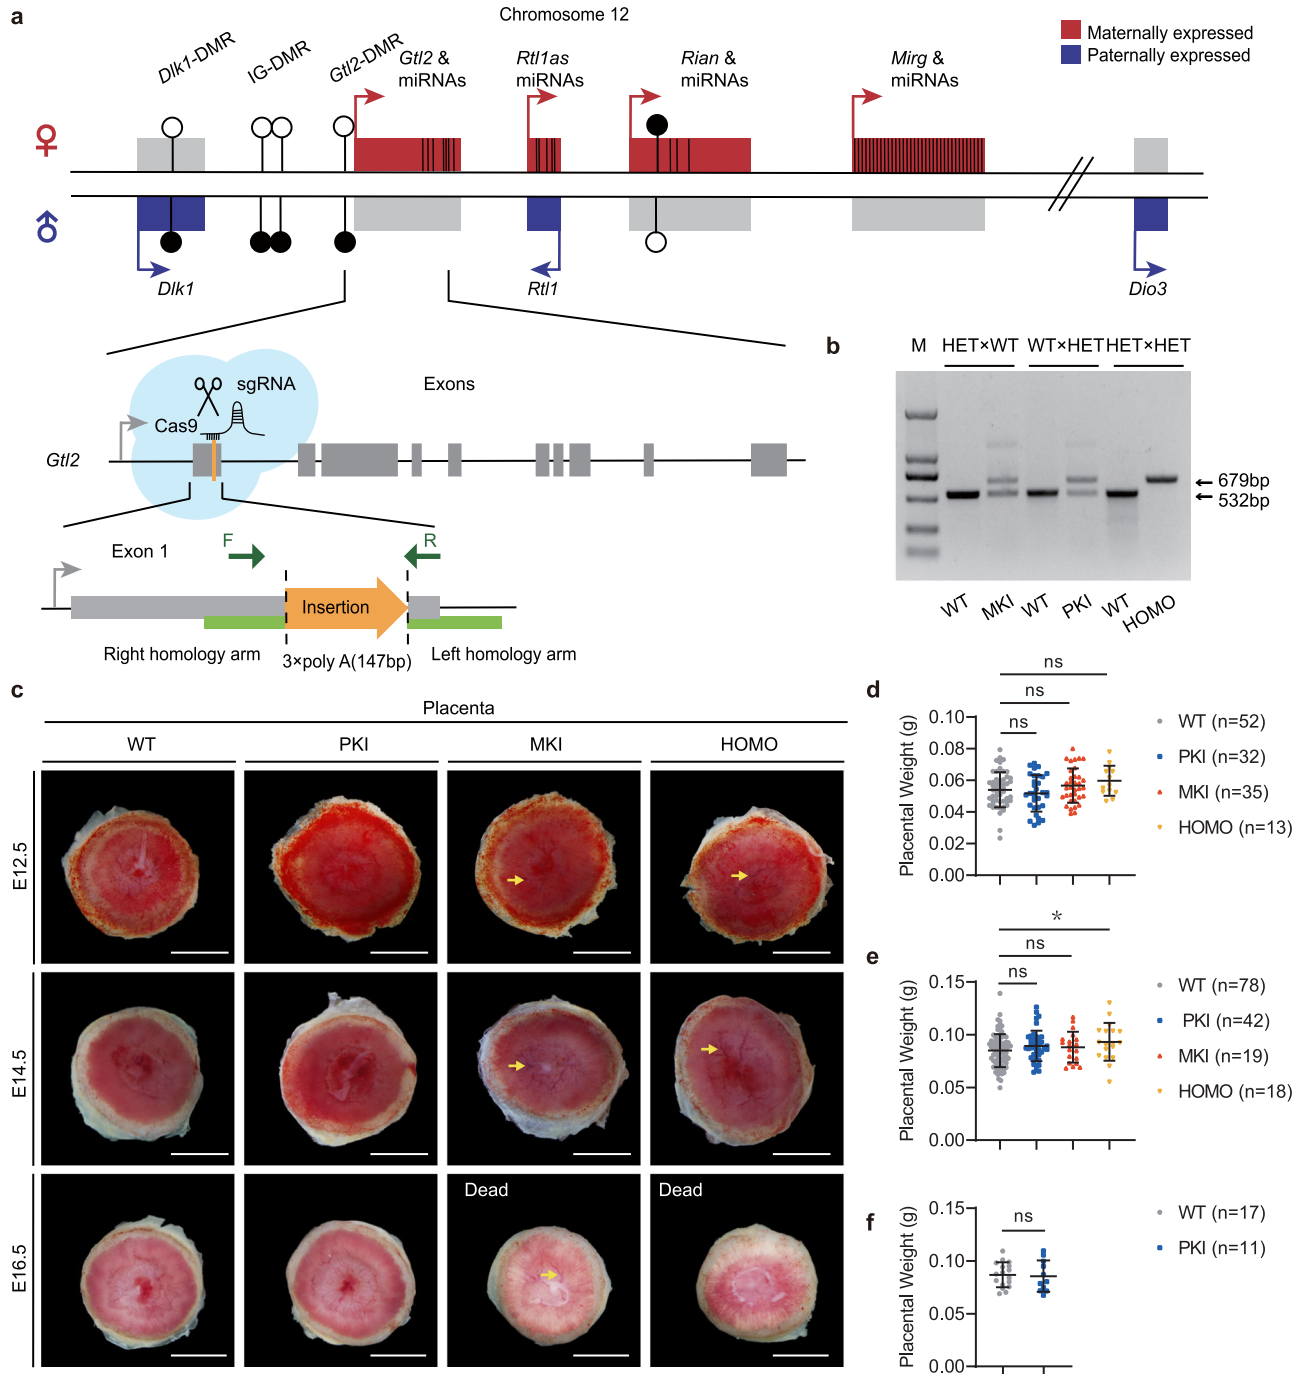 a
Chromosome 12
Maternally expressed
Paternally expressed
Dlk1-DMR
IG-DMR
Gtl2-DMR
Gtl2 &
miRNAs
Rtl1as
miRNAs
Rian &
miRNAs
Mirg &
miRNAs
♀
♂
Dlk1
Rtl1
Dio3
sgRNA
Cas9
Exons
Gtl2
Exon 1
F
R
Insertion
Right homology arm
3×poly A(147bp)
Left homology arm
b
M HET×WT WT×HET HET×HET
679bp
532bp
WT MKI WT PKI WT HOMO
c
Placenta
WT PKI MKI HOMO
E12.5
E14.5
E16.5
Dead
Dead
d
Placental Weight (g)
0.10
0.08
0.06
0.04
0.02
0.00
ns
ns
ns
WT (n=52)
PKI (n=32)
MKI (n=35)
HOMO (n=13)
e
Placental Weight (g)
0.15
0.10
0.05
0.00
*
ns
ns
WT (n=78)
PKI (n=42)
MKI (n=19)
HOMO (n=18)
f
Placental Weight (g)
0.15
0.10
0.05
0.00
ns
WT (n=17)
PKI (n=11)